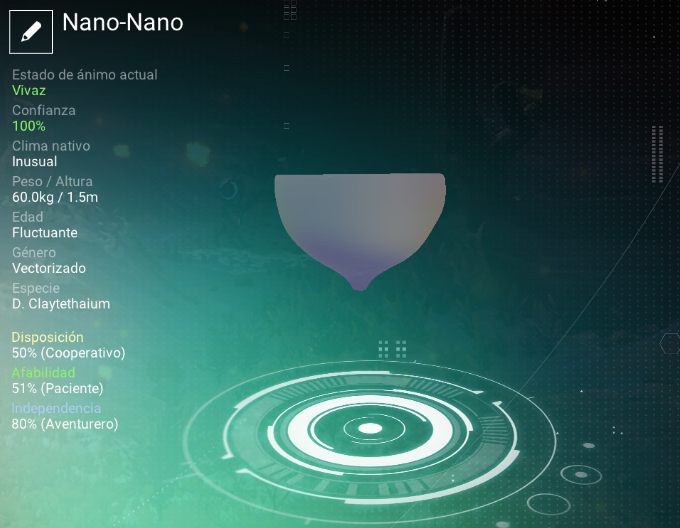 Nano-Nano
Estado de ánimo actual
Vivaz
Confianza
100%
Clima nativo
Inusual
Peso / Altura
60.0kg / 1.5m
Edad
Fluctuante
Género
Vectorizado
Especie
D. Claytethaium
Disposición
50% (Cooperativo)
Afabilidad
51% (Paciente)
Independencia
80% (Aventurero)